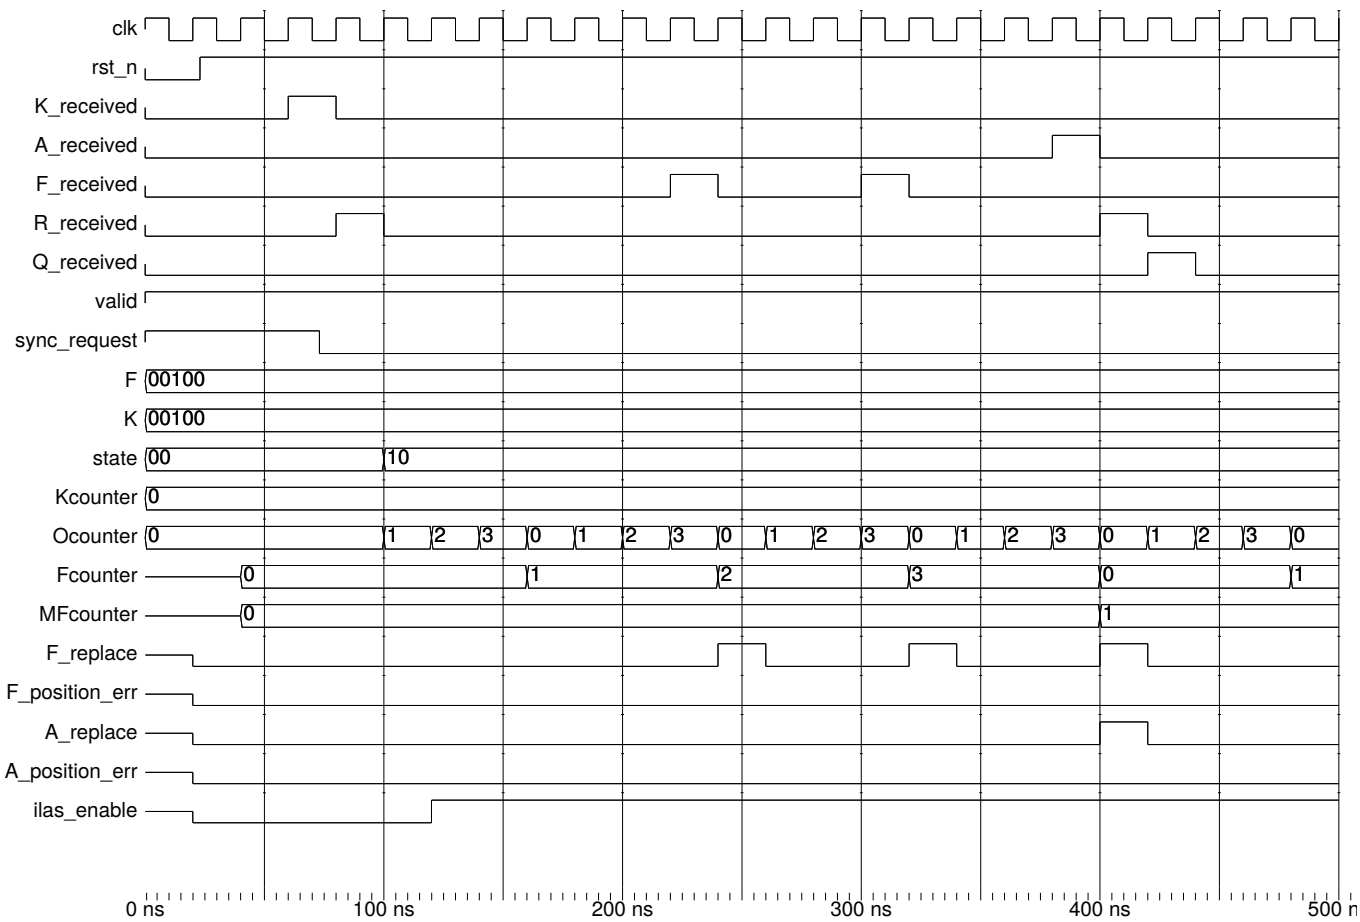 clk
rst_n
K_received
A_received
F_received
R_received
Q_received
valid
sync_request
F 00100
K 00100
state 00 10
Kcounter 0
Ocounter 0 1 2 3 0 1 2 3 0 1 2 3 0 1 2 3 0 1 2 3 0
Fcounter 0 1 2 3 0 1
MFcounter 0 1
F_replace
F_position_err
A_replace
A_position_err
ilas_enable
0 ns 100 ns 200 ns 300 ns 400 ns 500 n